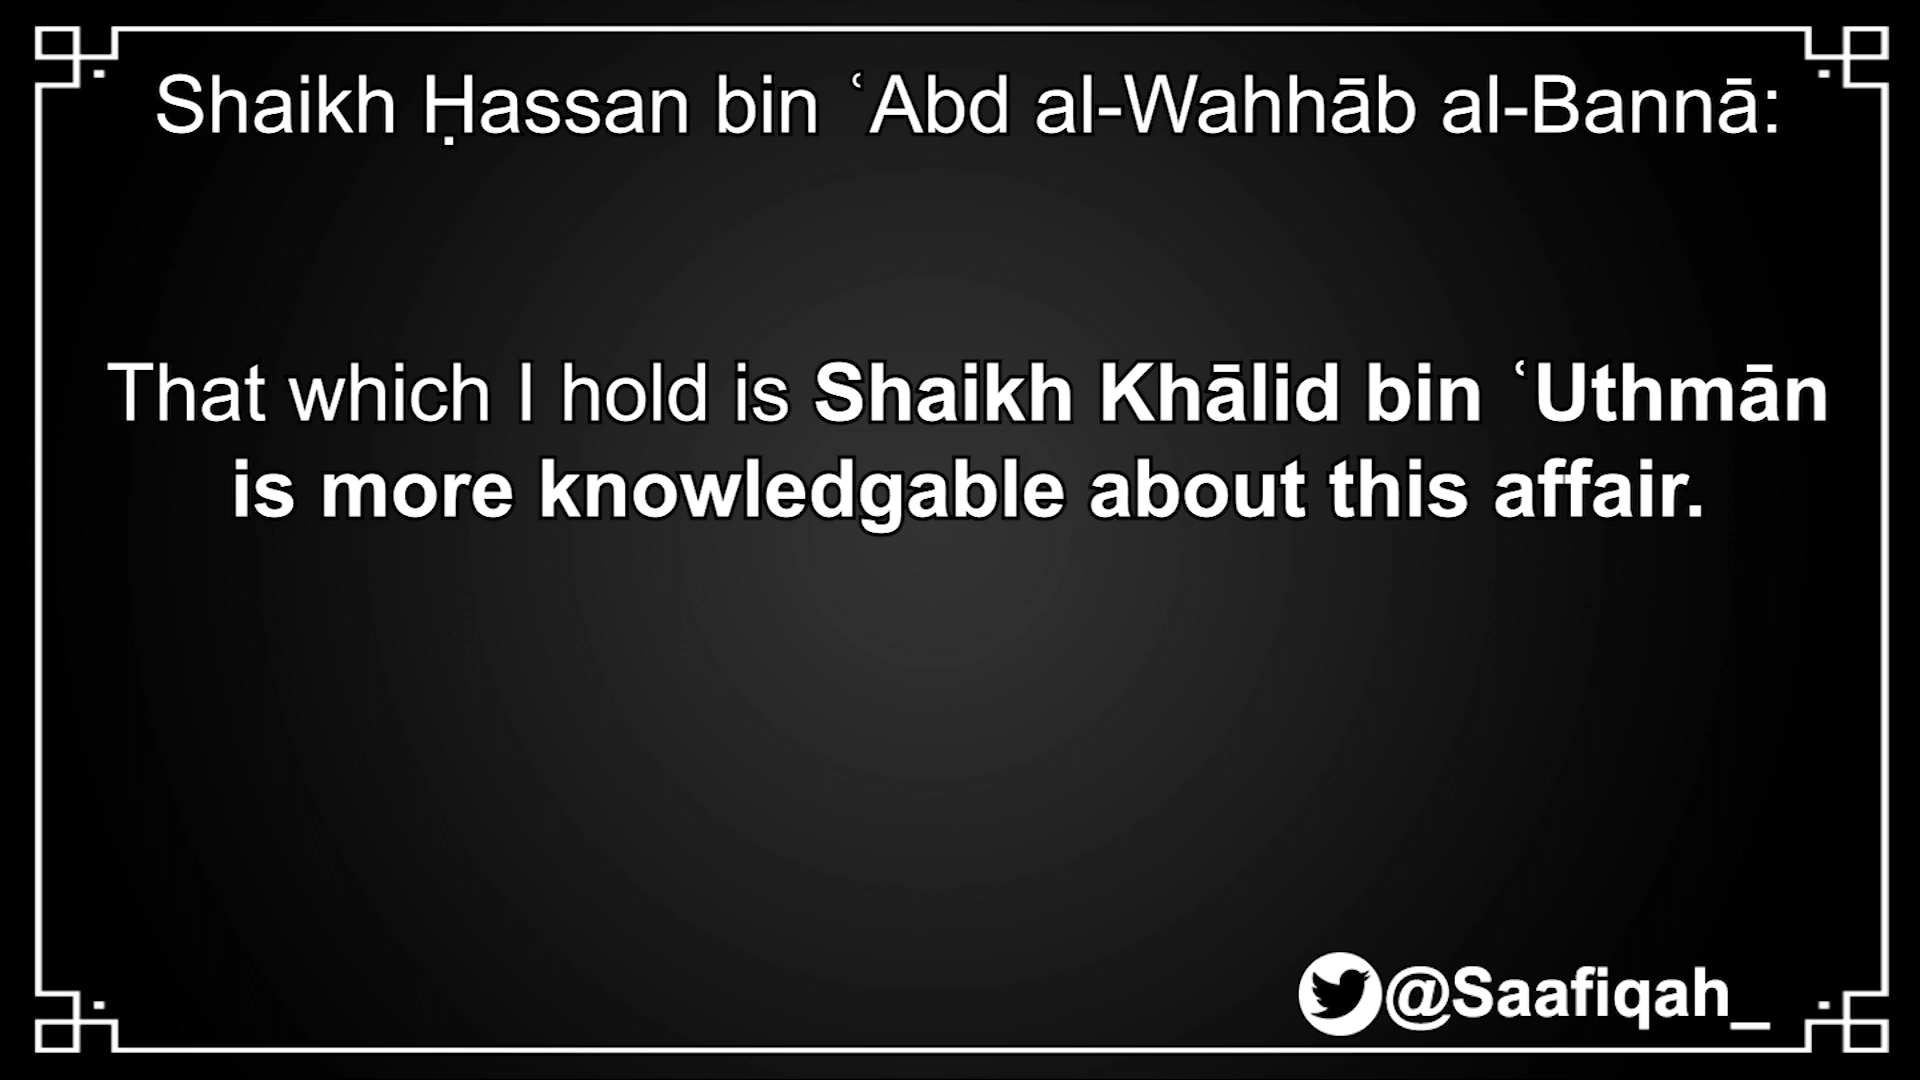 Shaikh Ḥassan bin ʿAbd al-Wahhāb al-Bannā:
That which I hold is Shaikh Khālid bin ʿUthmān
is more knowledgable about this affair.
@Saafiqah_